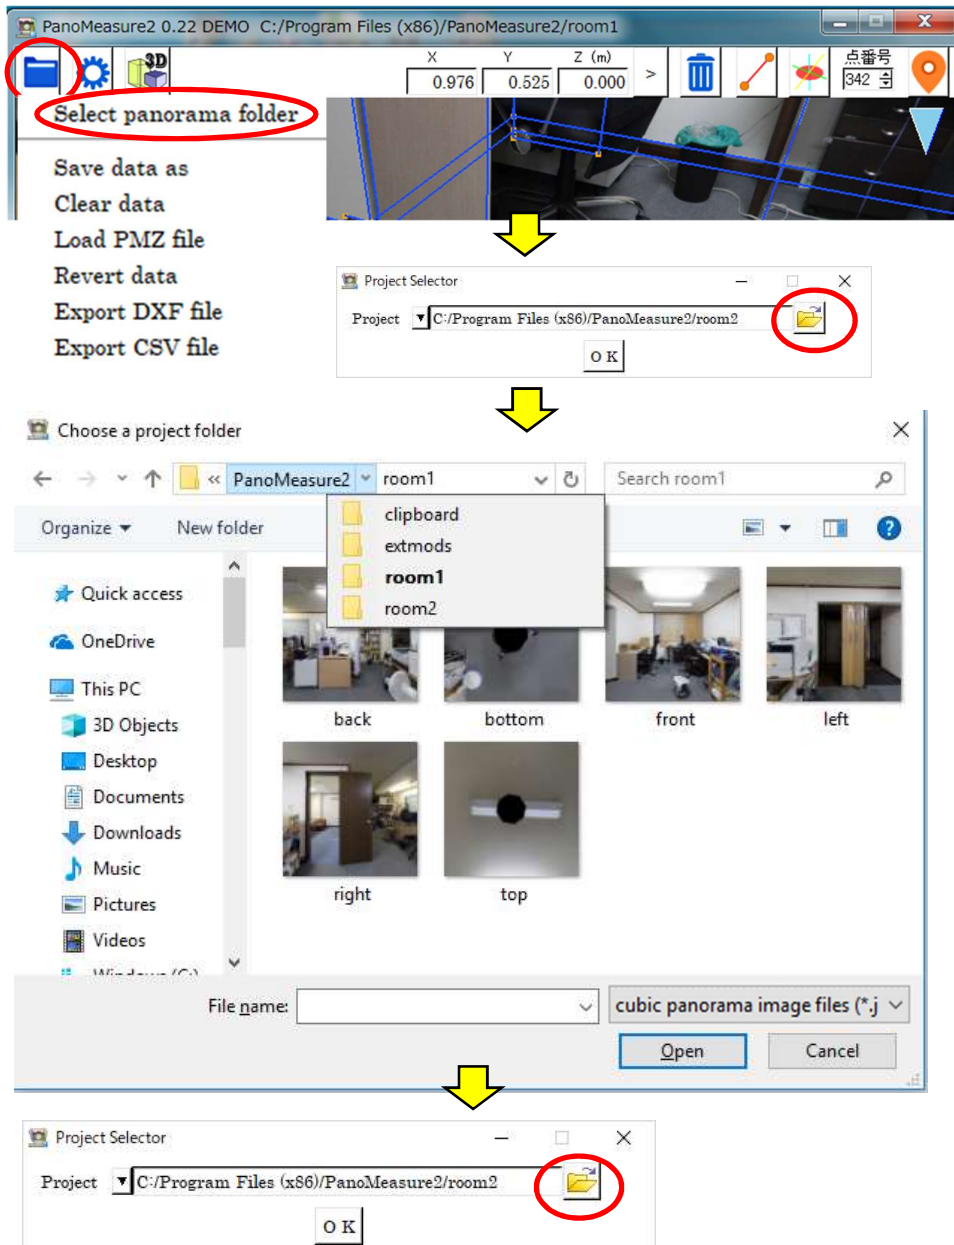 PanoMeasure2 0.22 DEMO C:/Program Files (x86)/PanoMeasure2/room1
3D
X Y Z (m)
0.976 0.525 0.000 >
点番号
342
Select panorama folder
Save data as
Clear data
Load PMZ file
Revert data
Export DXF file
Export CSV file
Project Selector
Project C:/Program Files (x86)/PanoMeasure2/room2
O K
Choose a project folder
« PanoMeasure2 room1
Search room1
Organize New folder
clipboard
extmods
room1
room2
Quick access
OneDrive
This PC
3D Objects
Desktop
Documents
Downloads
Music
Pictures
Videos
Windows (C:)
back bottom front left
right top
File name:
cubic panorama image files (*.j
Open Cancel
Project Selector
Project C:/Program Files (x86)/PanoMeasure2/room2
O K